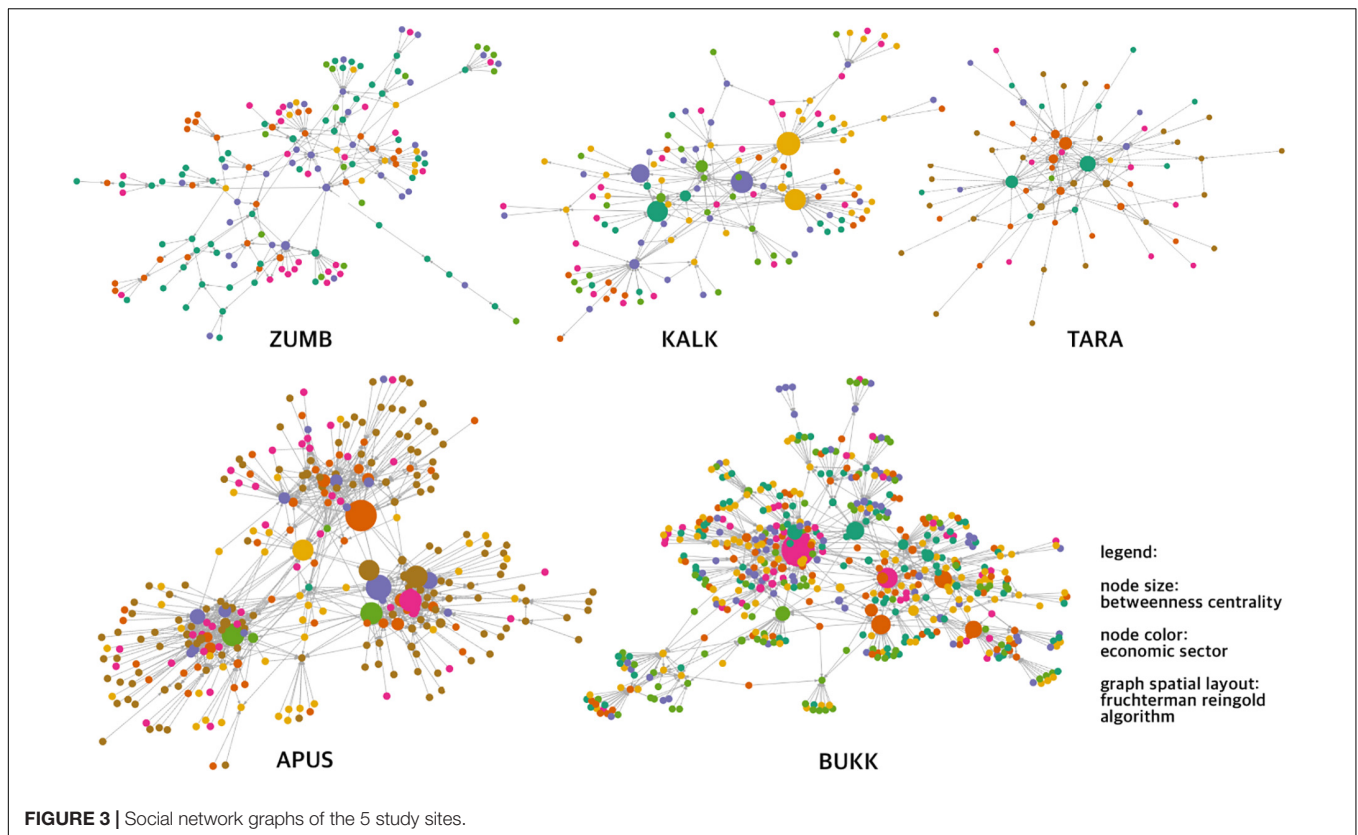 ZUMB
KALK
TARA
APUS
BUKK
legend:
node size:
betweenness centrality
node color:
economic sector
graph spatial layout:
fruchterman reingold
algorithm
FIGURE 3 | Social network graphs of the 5 study sites.